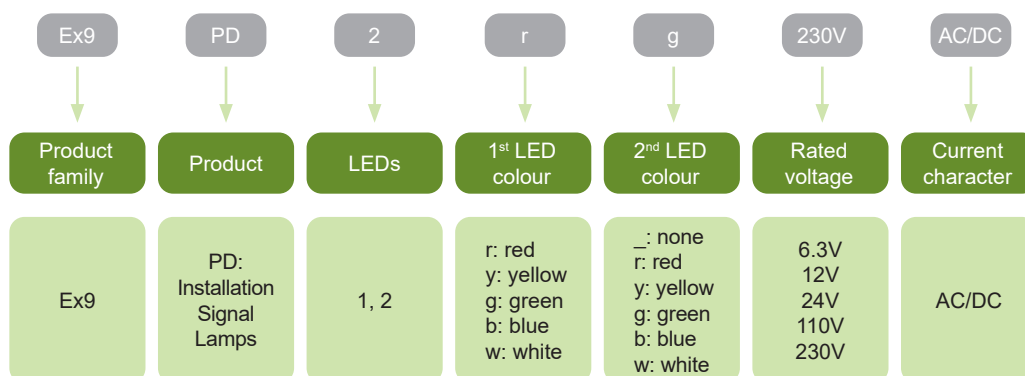 Ex9
PD
2
r
g
230V
AC/DC
Product
family
Product
LEDs
1st LED
colour
2nd LED
colour
Rated
voltage
Current
character
Ex9
PD:
Installation
Signal
Lamps
1, 2
r: red
y: yellow
g: green
b: blue
w: white
_: none
r: red
y: yellow
g: green
b: blue
w: white
6.3V
12V
24V
110V
230V
AC/DC